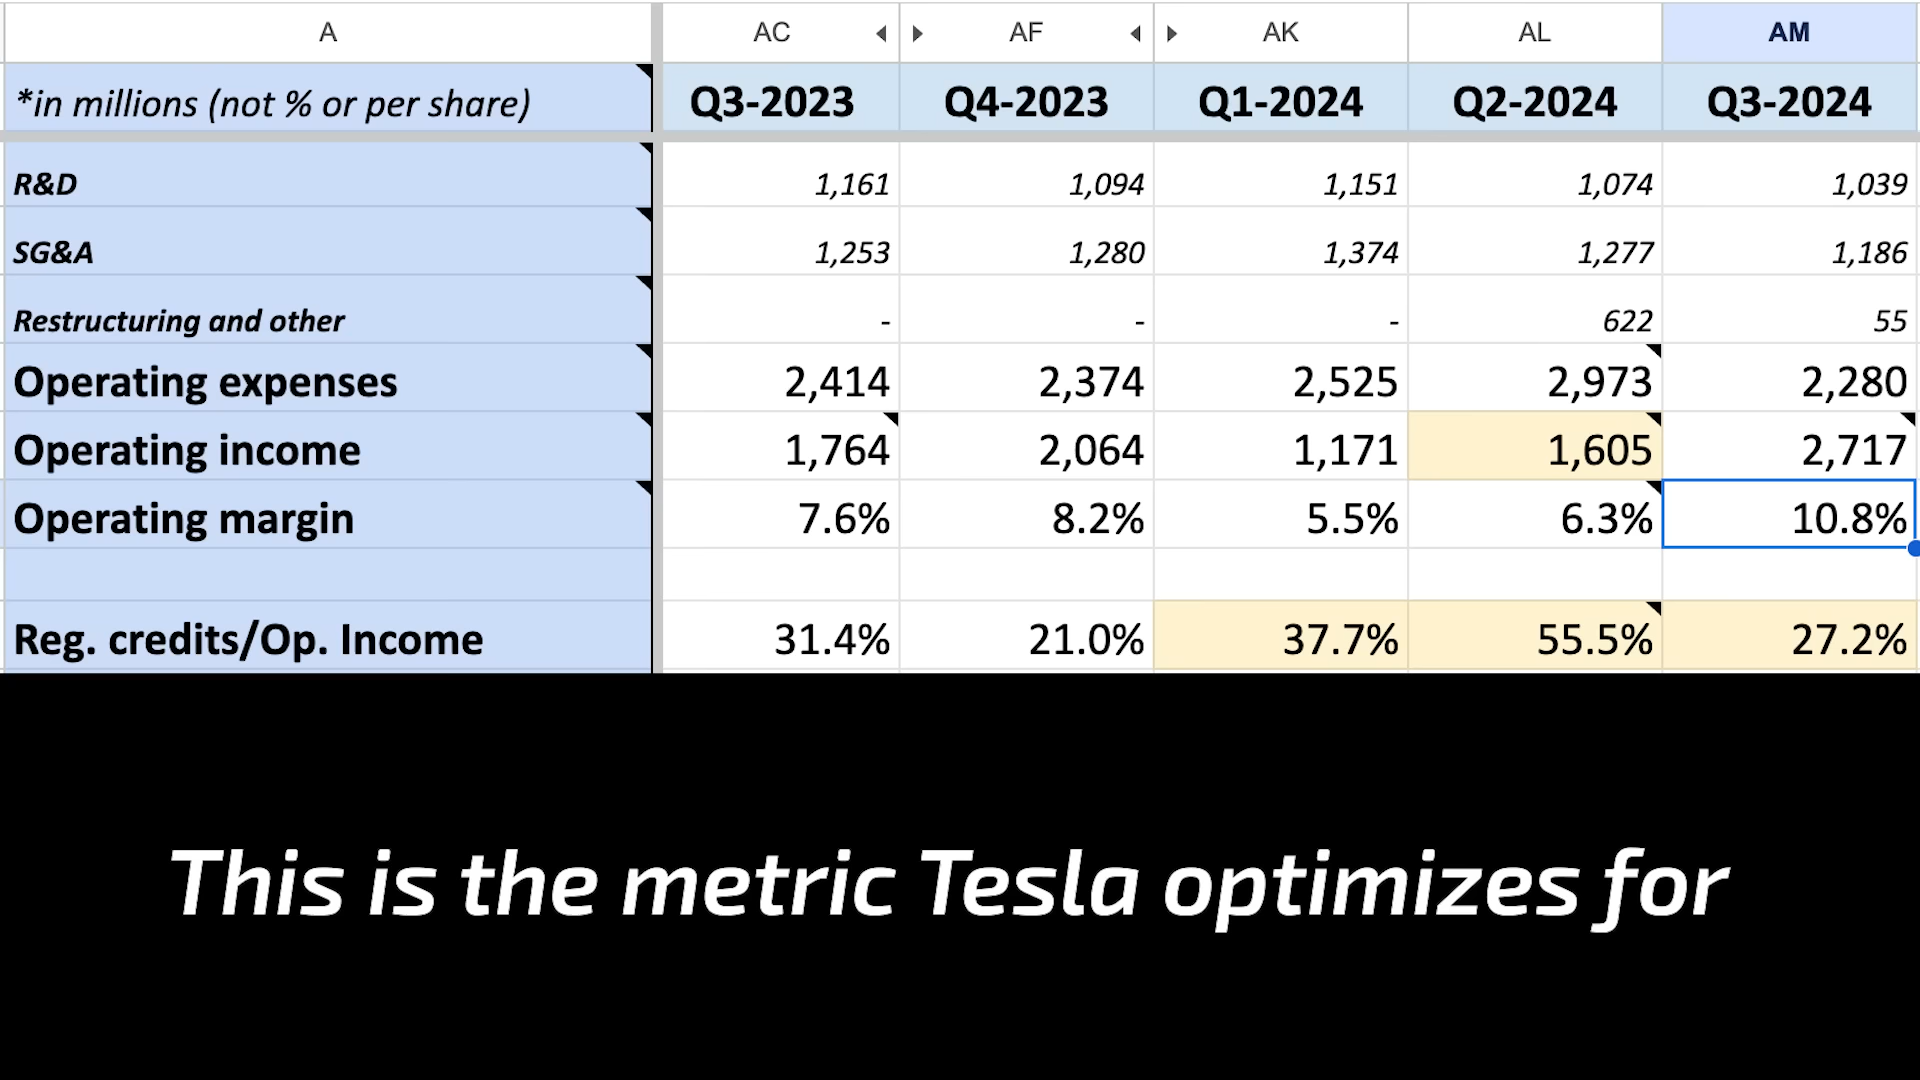 A AC AF AK AL AM
*in millions (not % or per share) Q3-2023 Q4-2023 Q1-2024 Q2-2024 Q3-2024
R&D 1,161 1,094 1,151 1,074 1,039
SG&A 1,253 1,280 1,374 1,277 1,186
Restructuring and other - - - 622 55
Operating expenses 2,414 2,374 2,525 2,973 2,280
Operating income 1,764 2,064 1,171 1,605 2,717
Operating margin 7.6% 8.2% 5.5% 6.3% 10.8%
Reg. credits/Op. Income 31.4% 21.0% 37.7% 55.5% 27.2%
This is the metric Tesla optimizes for